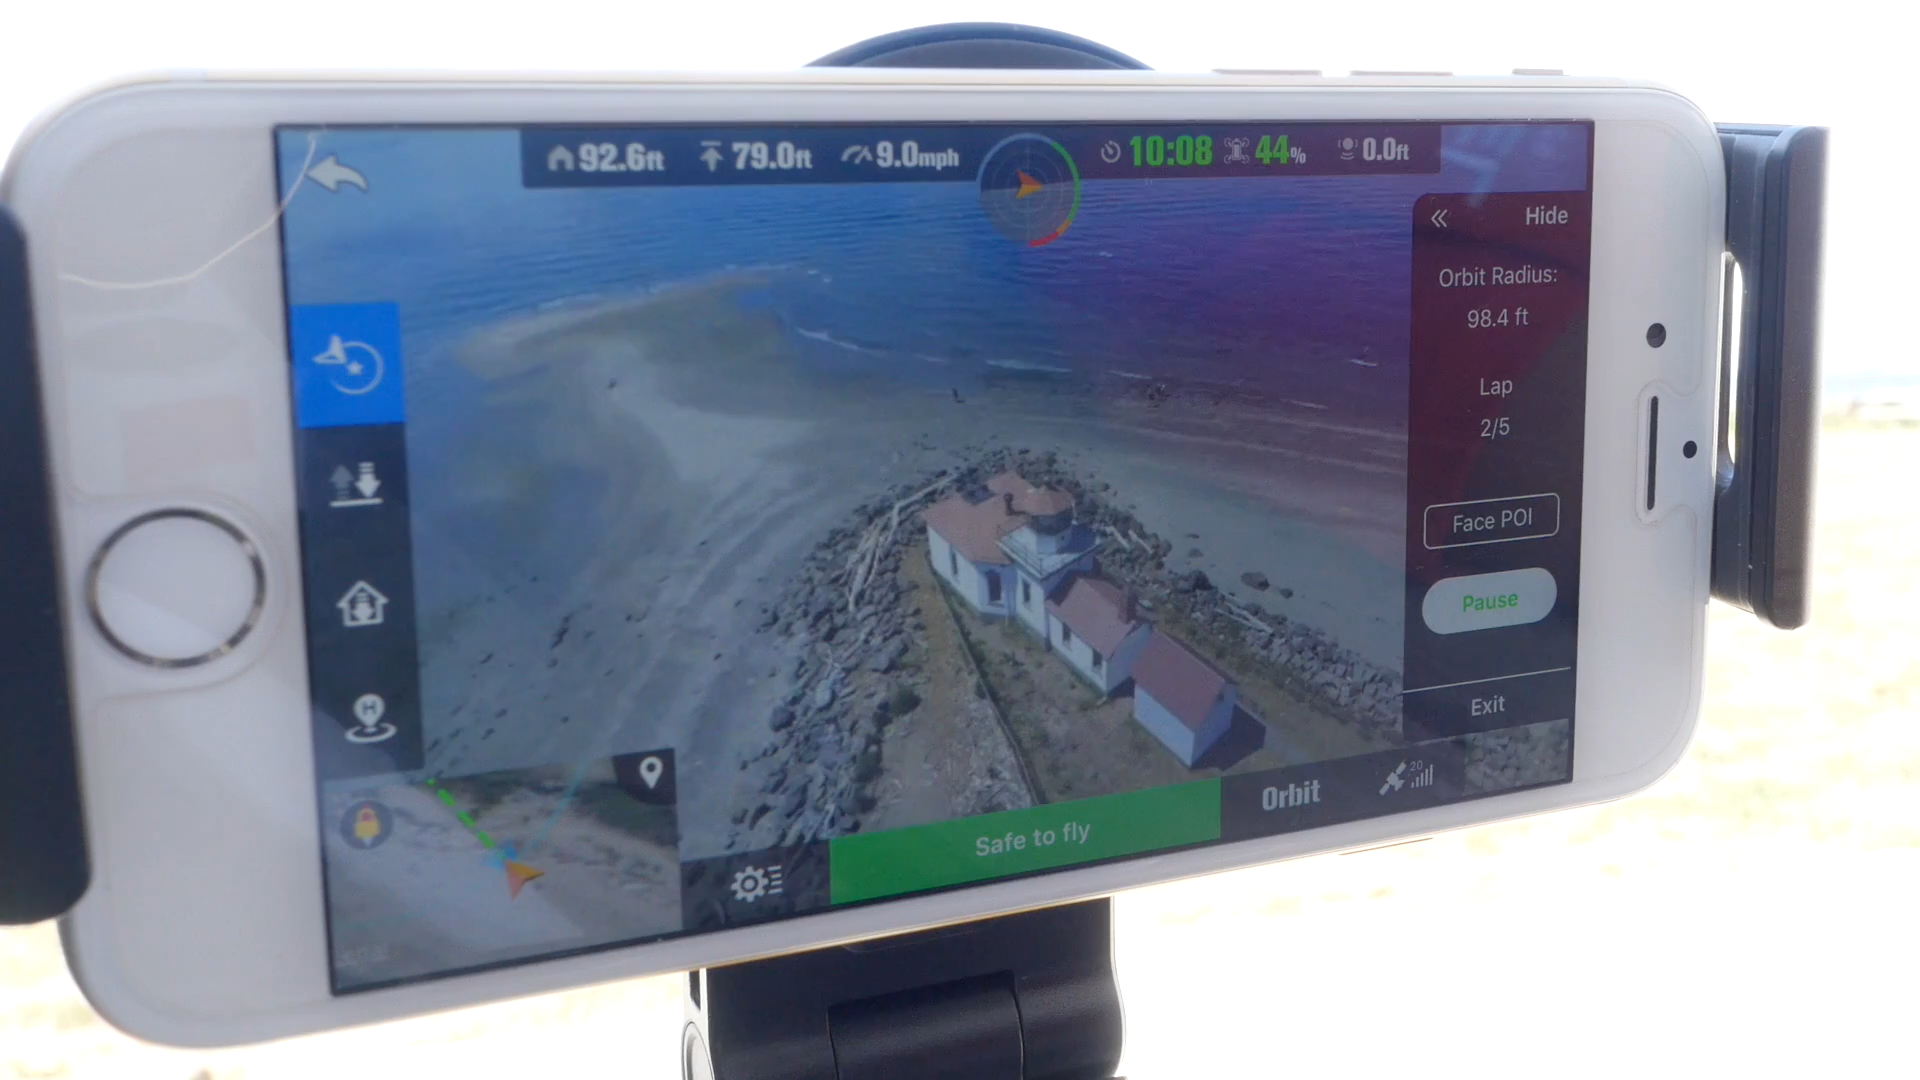 92.6ft 79.0ft 9.0mph 10:08 44% 0.0ft
Hide
Orbit Radius:
98.4 ft
Lap
2/5
Face POI
Pause
Exit
H
Safe to fly
Orbit
20